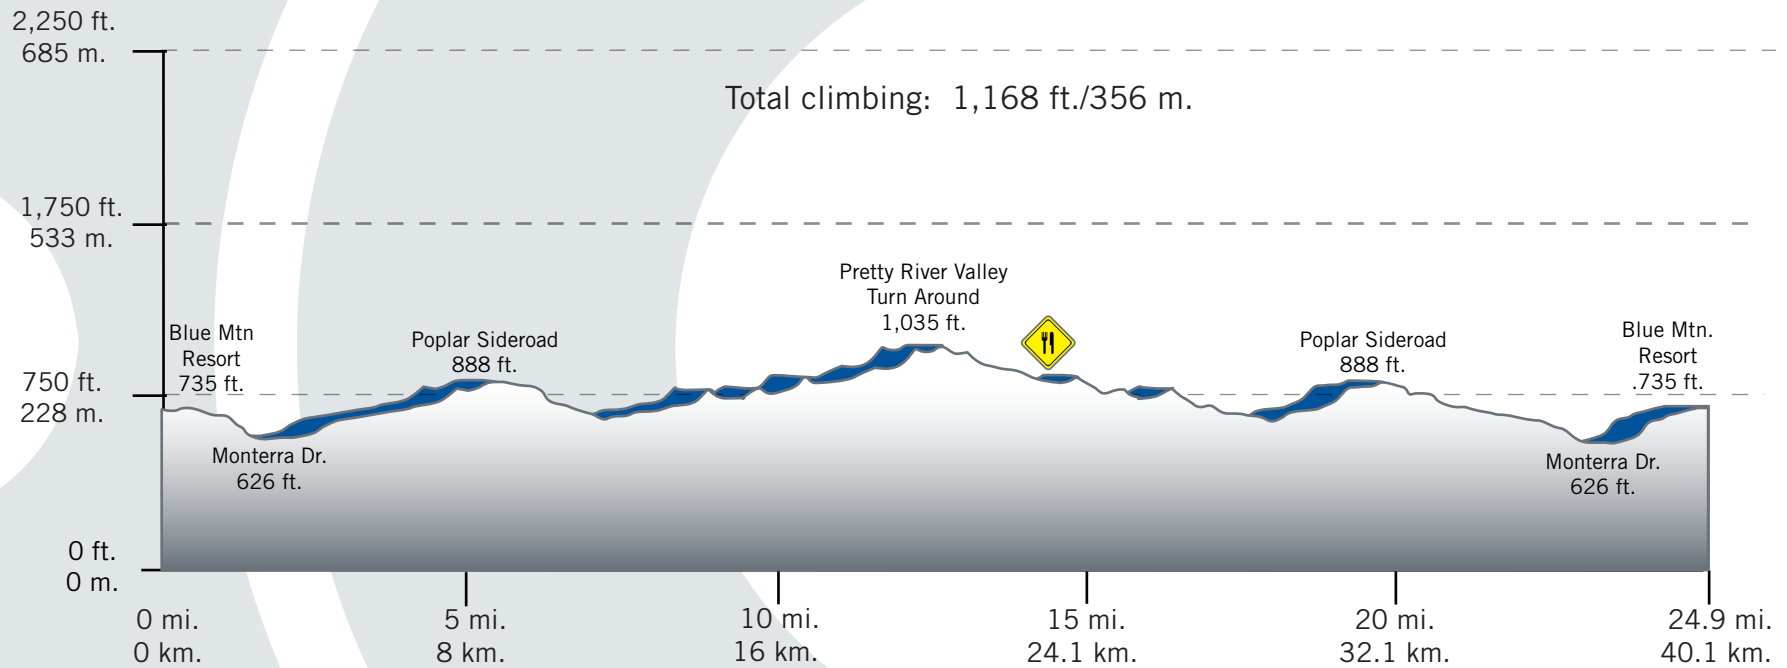 2,250 ft.
685 m.
Total climbing: 1,168 ft./356 m.
1,750 ft.
533 m.
Pretty River Valley
Turn Around
1,035 ft.
Blue Mtn
Resort
735 ft.
Poplar Sideroad
888 ft.
Poplar Sideroad
888 ft.
Blue Mtn.
Resort
.735 ft.
750 ft.
228 m.
Monterra Dr.
626 ft.
Monterra Dr.
626 ft.
0 ft.
0 m.
0 mi.
0 km.
5 mi.
8 km.
10 mi.
16 km.
15 mi.
24.1 km.
20 mi.
32.1 km.
24.9 mi.
40.1 km.